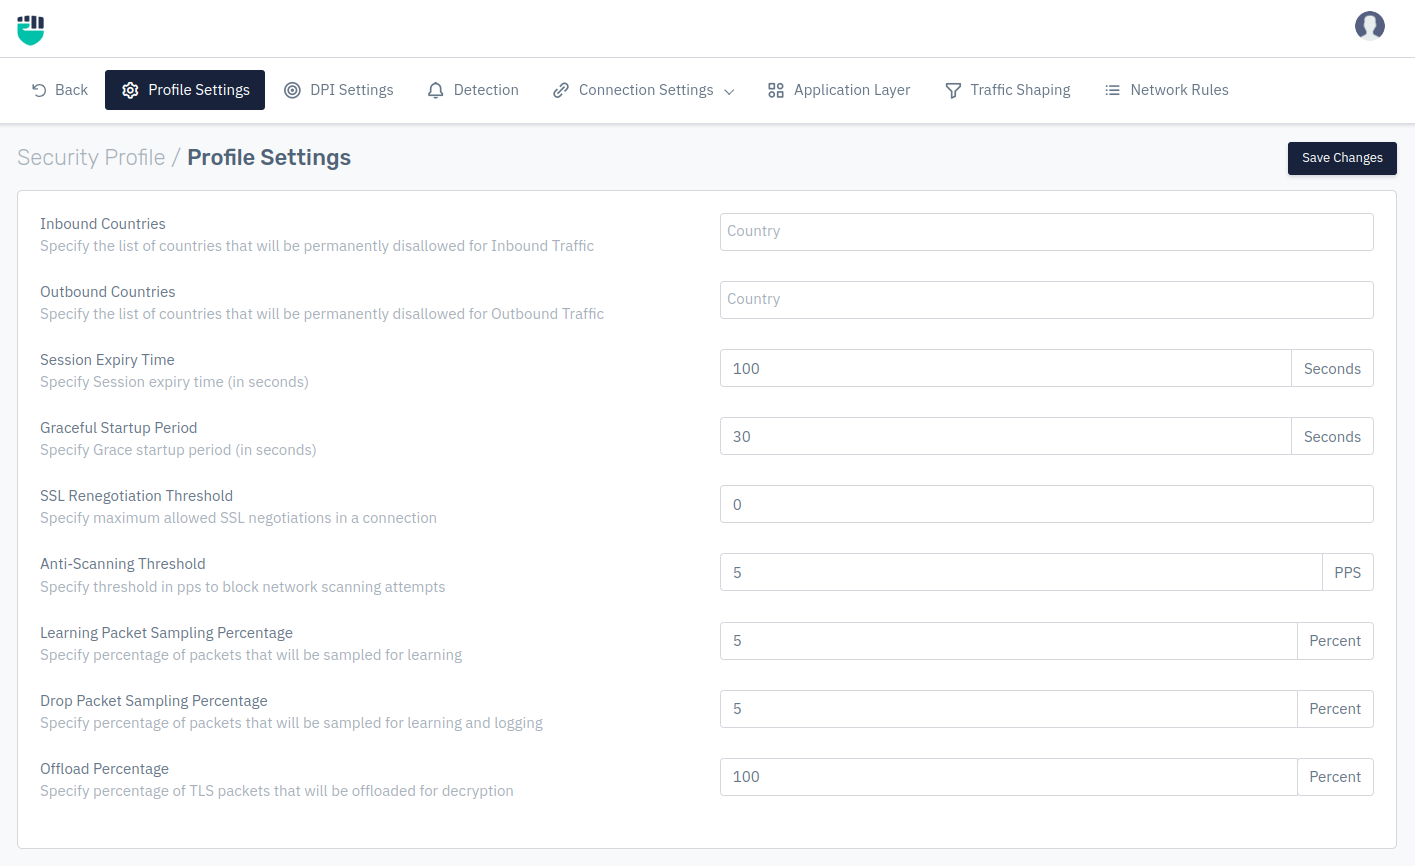 Back
Profile Settings
DPI Settings
Detection
Connection Settings
Application Layer
Traffic Shaping
Network Rules
Security Profile / Profile Settings
Save Changes
Inbound Countries
Specify the list of countries that will be permanently disallowed for Inbound Traffic
Country
Outbound Countries
Specify the list of countries that will be permanently disallowed for Outbound Traffic
Country
Session Expiry Time
Specify Session expiry time (in seconds)
100
Seconds
Graceful Startup Period
Specify Grace startup period (in seconds)
30
Seconds
SSL Renegotiation Threshold
Specify maximum allowed SSL negotiations in a connection
0
Anti-Scanning Threshold
Specify threshold in pps to block network scanning attempts
5
PPS
Learning Packet Sampling Percentage
Specify percentage of packets that will be sampled for learning
5
Percent
Drop Packet Sampling Percentage
Specify percentage of packets that will be sampled for learning and logging
5
Percent
Offload Percentage
Specify percentage of TLS packets that will be offloaded for decryption
100
Percent